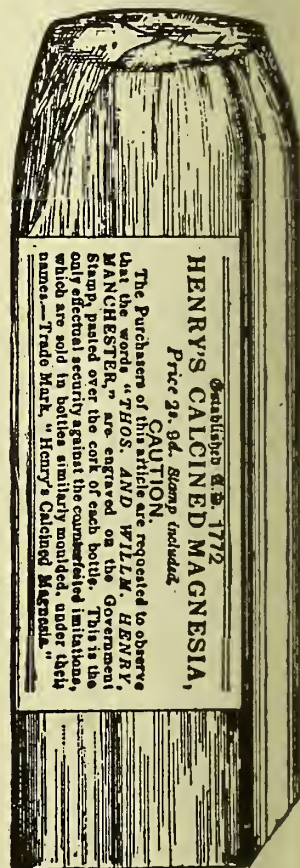 Established A.D. 1772
HENRY'S CALCINED MAGNESIA,
Price 2s. 9d. Stamp included,
CAUTION
The Purchasers of this article are requested to observe
that the words "THOS. AND WILLM. HENRY,
MANCHESTER," are engraved on the Government
Stamp, pasted over the cork of each bottle. This is the
only effectual security against the counterfeited imitations,
which are sold in bottles similarly moulded, under their
names.—Trade Mark, "Henry's Calcined Magnesia."